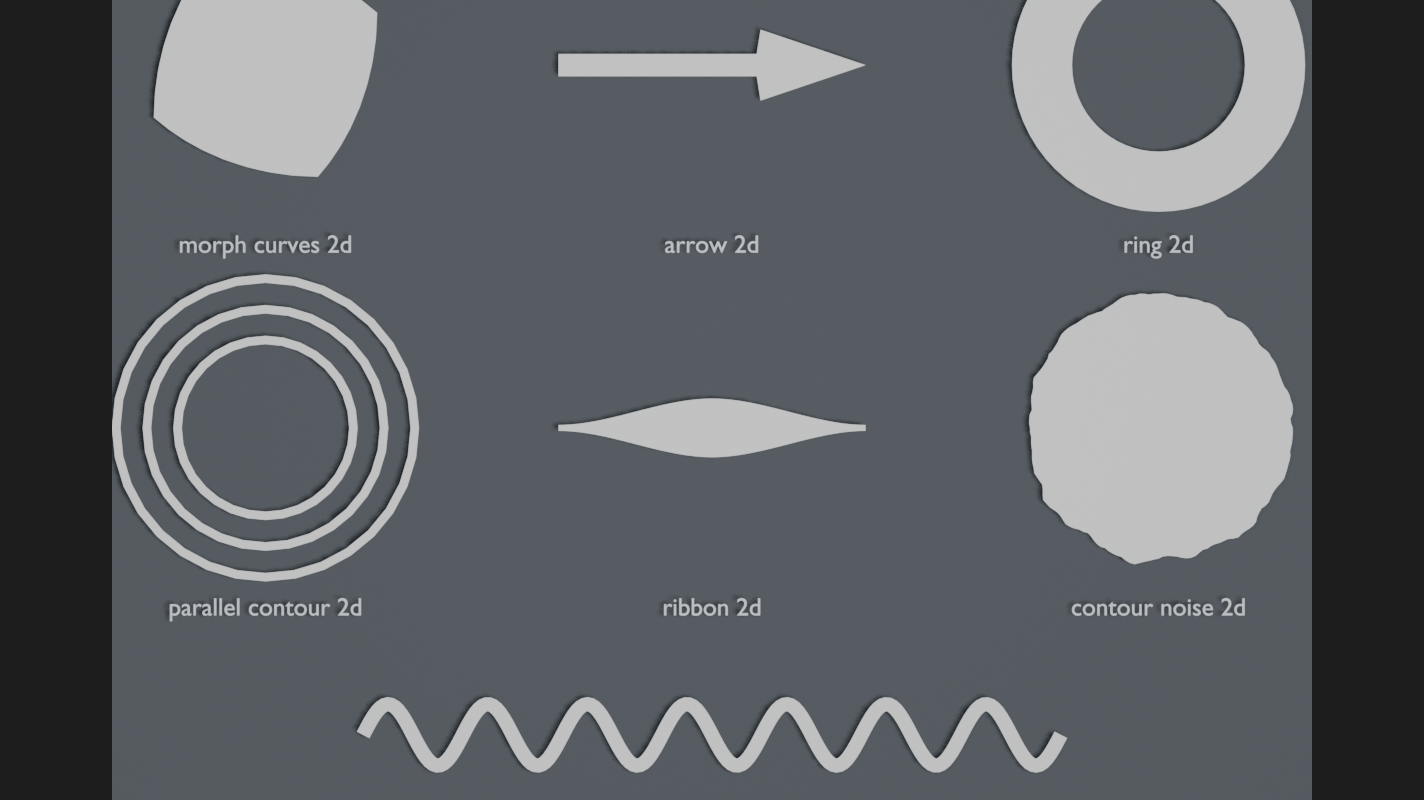 morph curves 2d
arrow 2d
ring 2d
parallel contour 2d
ribbon 2d
contour noise 2d